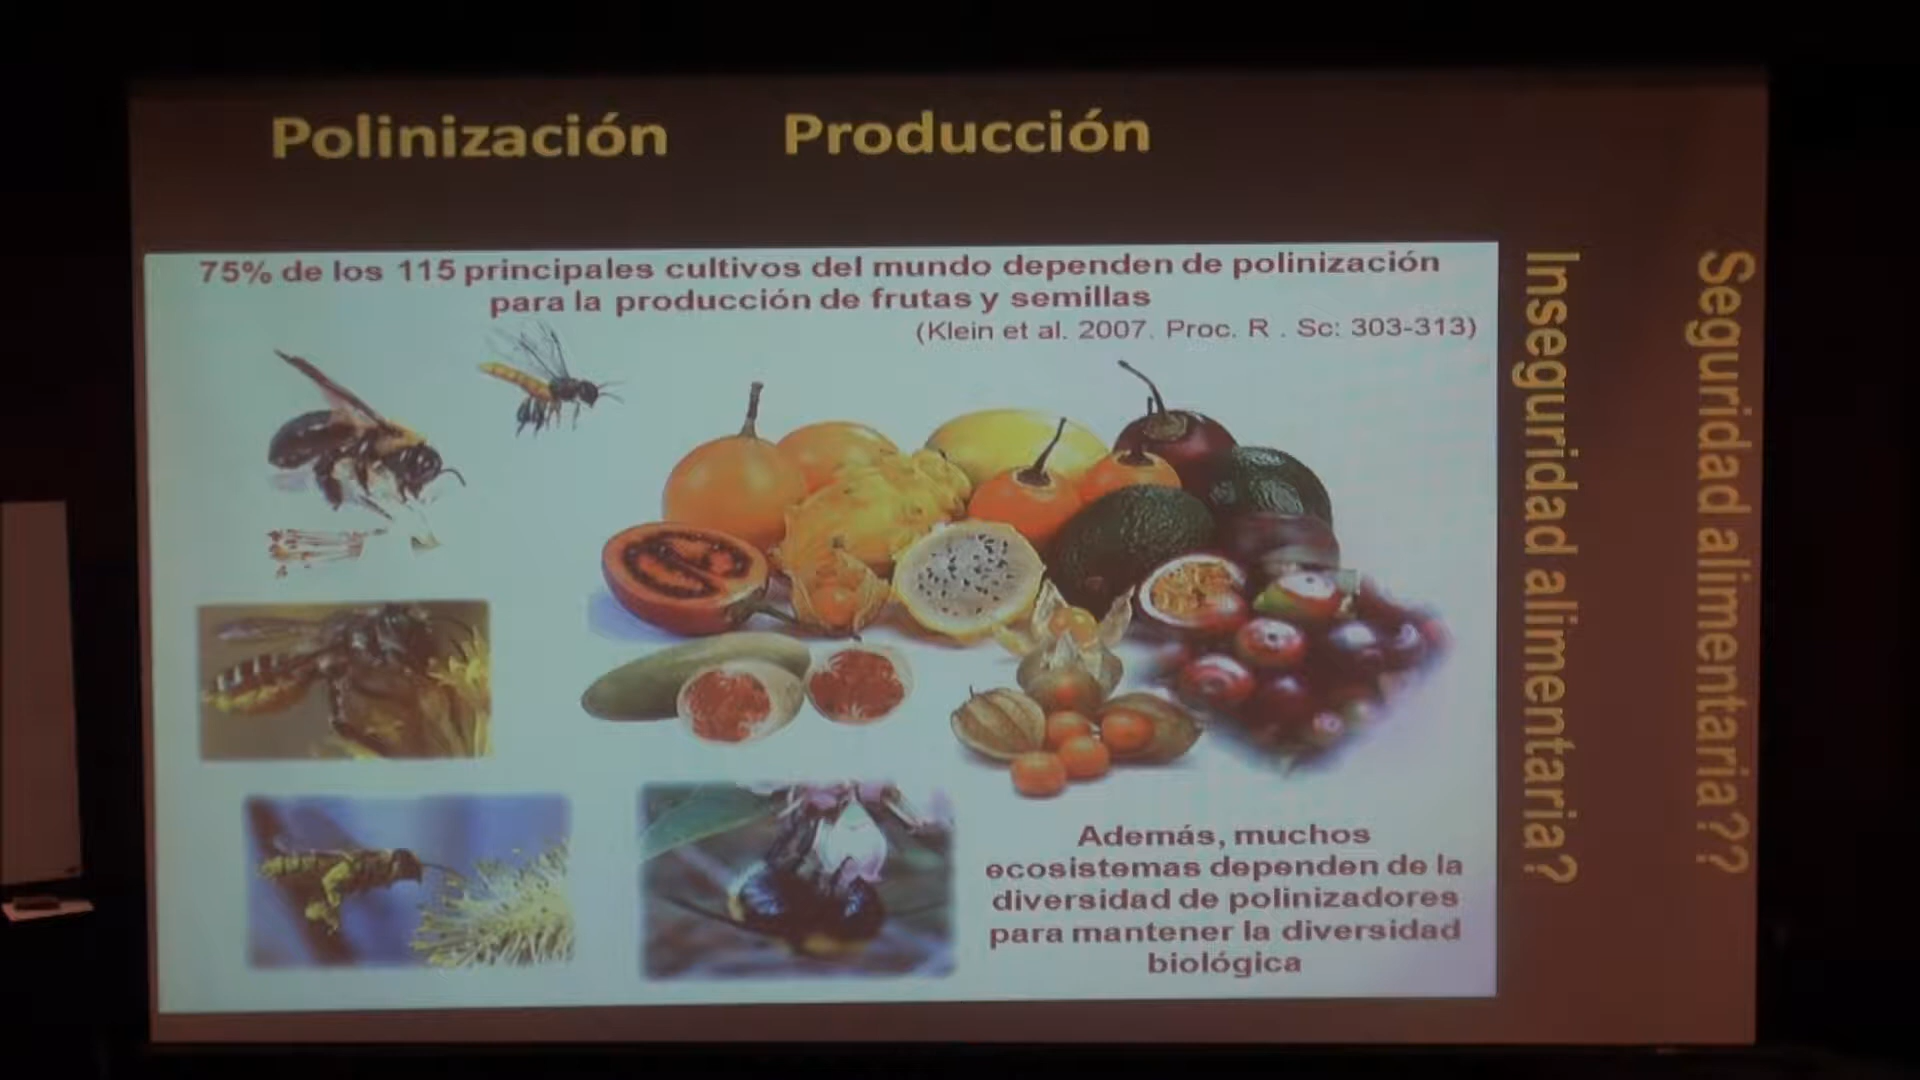 Polinización Producción
75% de los 115 principales cultivos del mundo dependen de polinización
para la producción de frutas y semillas
(Klein et al. 2007. Proc. R . Sc: 303-313)
Además, muchos
ecosistemas dependen de la
diversidad de polinizadores
para mantener la diversidad
biológica
Inseguridad alimentaria?
Seguridad alimentaria??